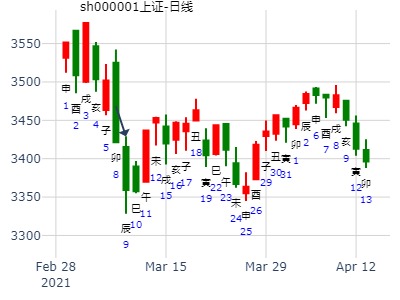 sh000001上证-日线
3550
3500
3450
3400
3350
3300
申
1
酉
2
戌
3
亥
4
子
5
卯
8
辰
9
巳
10
午
11
未
12
戌
15
亥
16
子
17
丑
18
寅
19
巳
22
午
23
未
24
申
25
酉
26
子
29
丑
30
寅
31
卯
1
辰
2
申
6
酉
7
戌
8
亥
9
寅
12
卯
13
Feb 28
2021
Mar 15
Mar 29
Apr 12